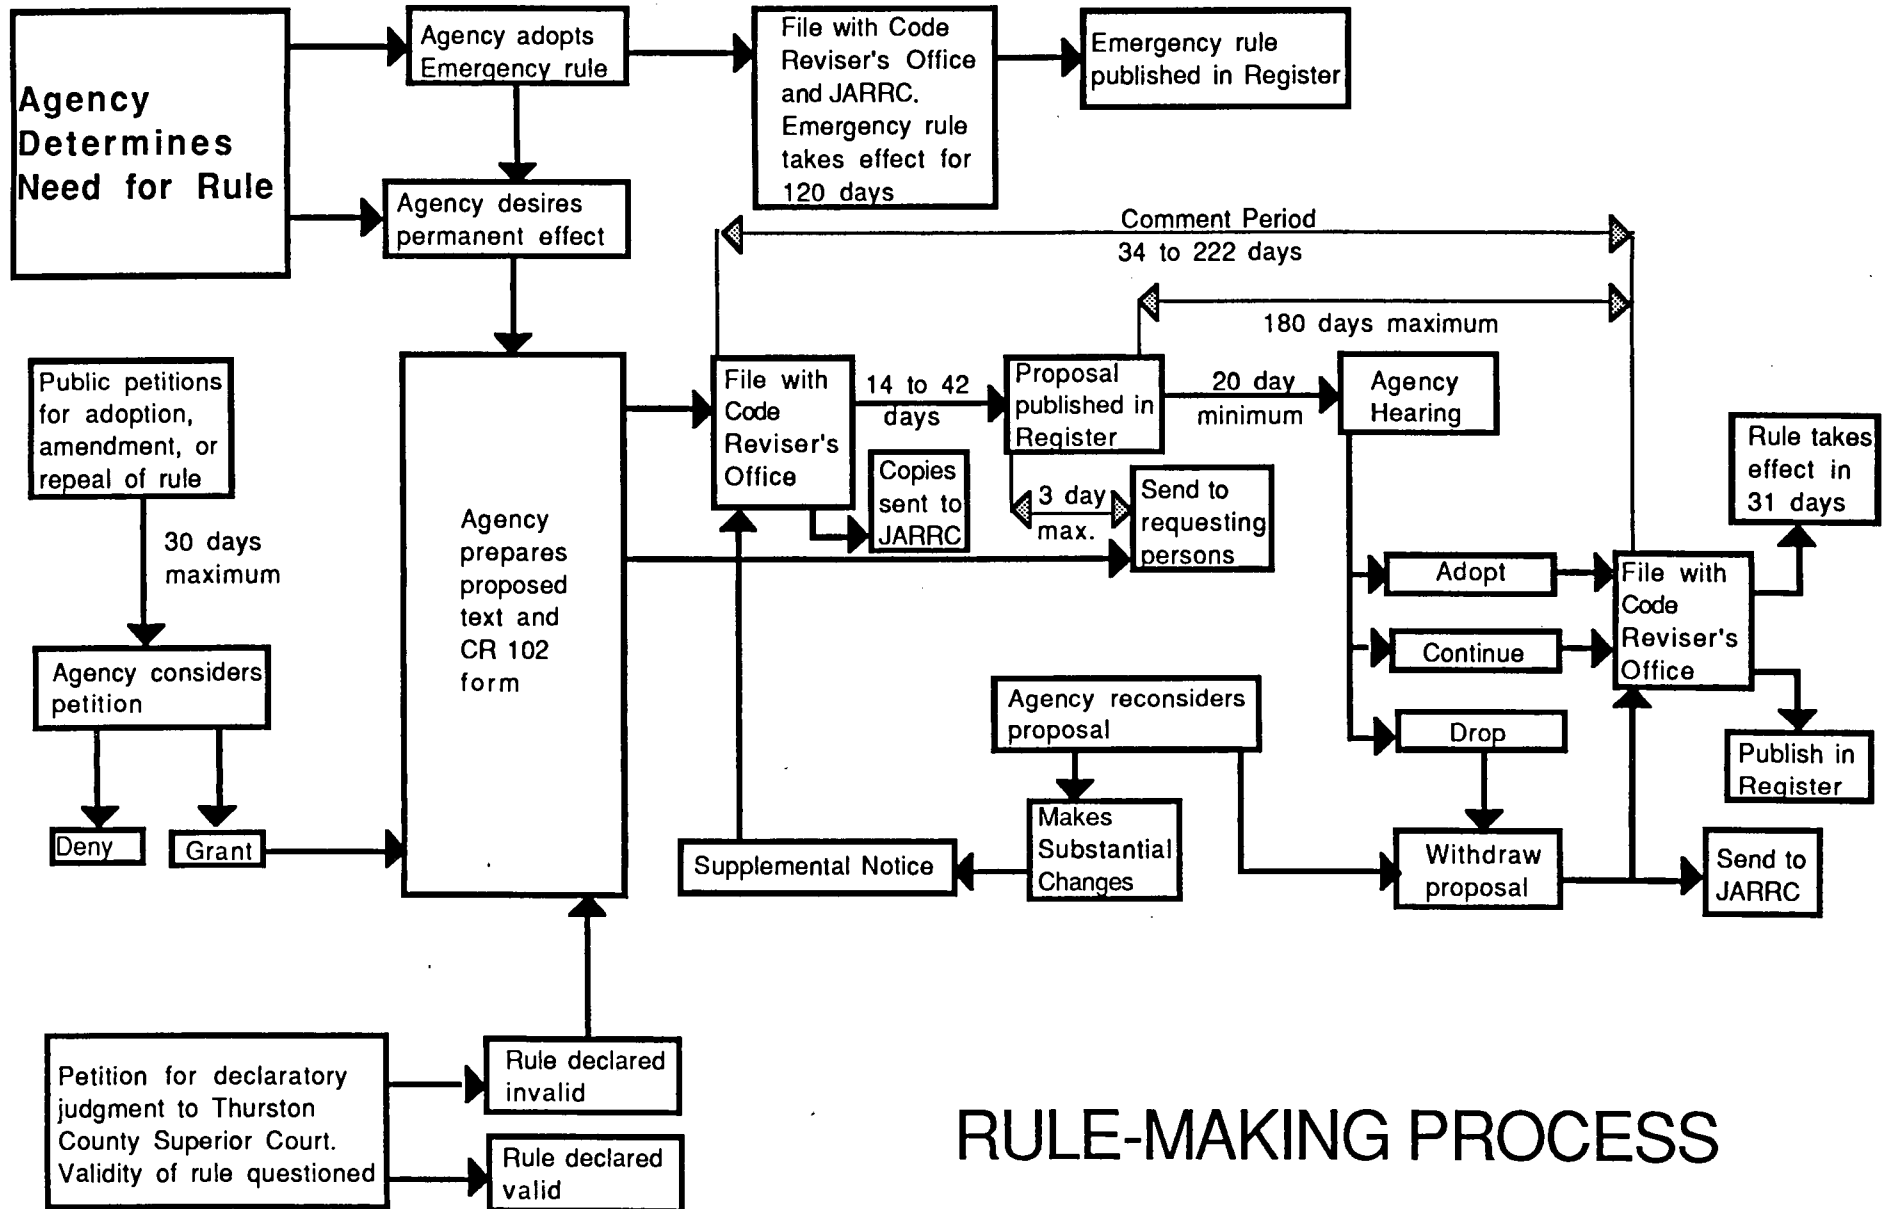 Agency
Determines
Need for Rule
Agency adopts
Emergency rule
File with Code
Reviser's Office
and JARRC.
Emergency rule
takes effect for
120 days
Emergency rule
published in Register
Agency desires
permanent effect
Comment Period
34 to 222 days
180 days maximum
Public petitions
for adoption,
amendment, or
repeal of rule
30 days
maximum
Agency considers
petition
Deny
Grant
Agency
prepares
proposed
text and
CR 102
form
File with
Code
Reviser's
Office
14 to 42
days
Copies
sent to
JARRC
Proposal
published in
Register
3 day
max.
Send to
requesting
persons
20 day
minimum
Agency
Hearing
Adopt
Continue
Drop
File with
Code
Reviser's
Office
Rule takes
effect in
31 days
Publish in
Register
Agency reconsiders
proposal
Makes
Substantial
Changes
Supplemental Notice
Withdraw
proposal
Send to
JARRC
Petition for declaratory
judgment to Thurston
County Superior Court.
Validity of rule questioned
Rule declared
invalid
Rule declared
valid
RULE-MAKING PROCESS